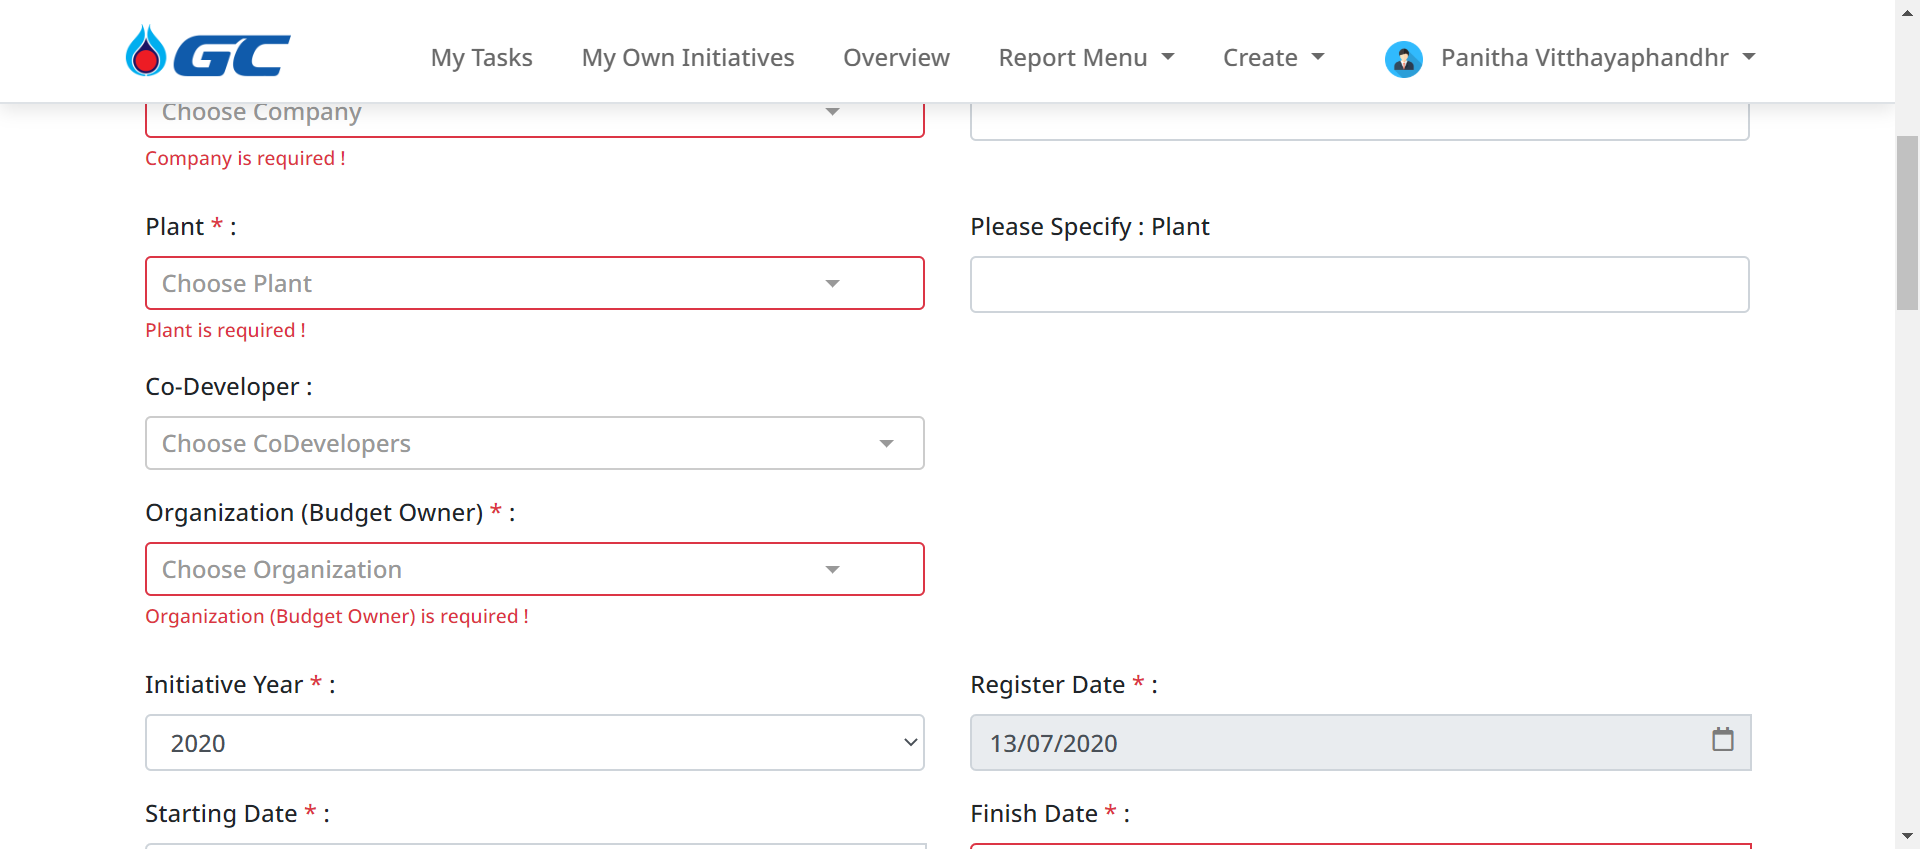 GC
My Tasks
My Own Initiatives
Overview
Report Menu
Create
Panitha Vitthayaphandhr
Choose Company
Company is required !
Plant * :
Please Specify : Plant
Choose Plant
Plant is required !
Co-Developer :
Choose CoDevelopers
Organization (Budget Owner) * :
Choose Organization
Organization (Budget Owner) is required !
Initiative Year * :
Register Date * :
2020
13/07/2020
Starting Date * :
Finish Date * :